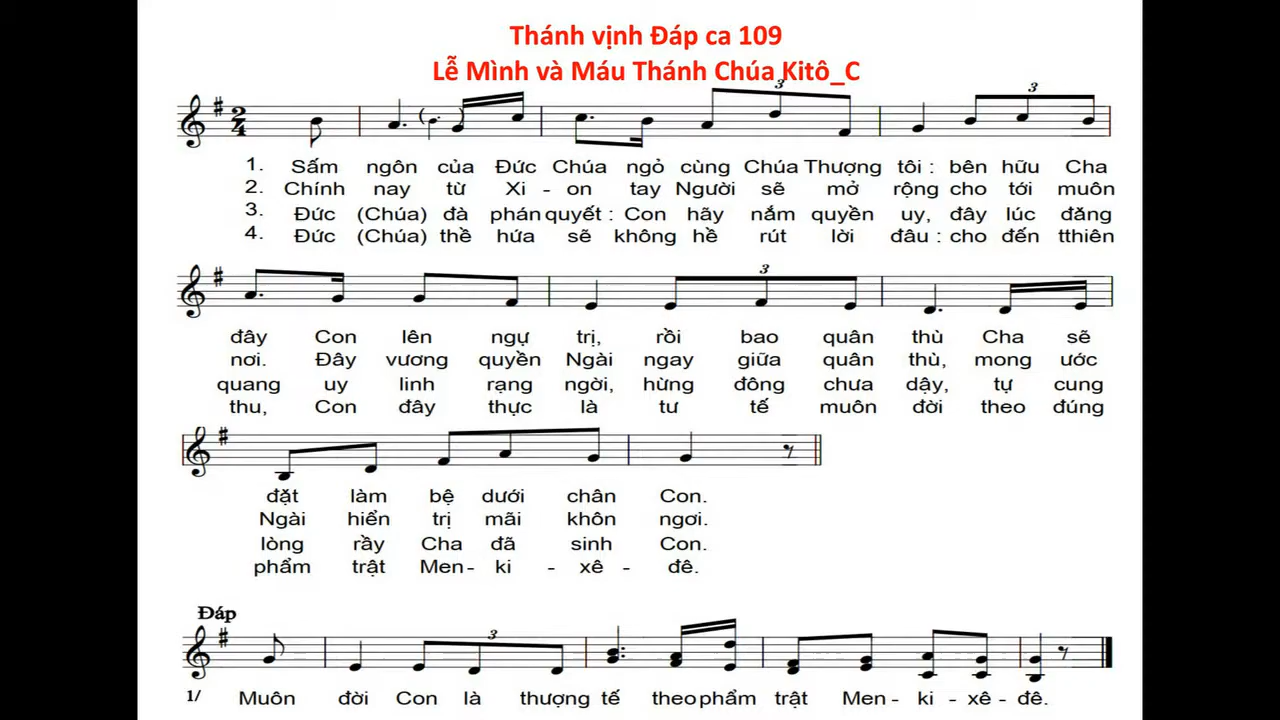 Thánh vịnh Đáp ca 109
Lễ Mình và Máu Thánh Chúa Kitô_C
3
3
2
4
1. Sấm ngôn của Đức Chúa ngỏ cùng Chúa Thượng tôi : bên hữu Cha
2. Chính nay từ Xi - on tay Người sẽ mở rộng cho tới muôn
3. Đức (Chúa) đà phán quyết : Con hãy nắm quyền uy, đây lúc đăng
4. Đức (Chúa) thề hứa sẽ không hề rút lời đâu : cho đến tthiên
3
đây Con lên ngự trị, rồi bao quân thù Cha sẽ
nơi. Đây vương quyền Ngài ngay giữa quân thù, mong ước
quang uy linh rạng ngời, hừng đông chưa dậy, tự cung
thu, Con đây thực là tư tế muôn đời theo đúng
đặt làm bệ dưới chân Con.
Ngài hiển trị mãi khôn ngơi.
lòng rầy Cha đã sinh Con.
phẩm trật Men - ki - xê - đê.
Đáp
3
1/ Muôn đời Con là thượng tế theo phẩm trật Men - ki - xê - đê.